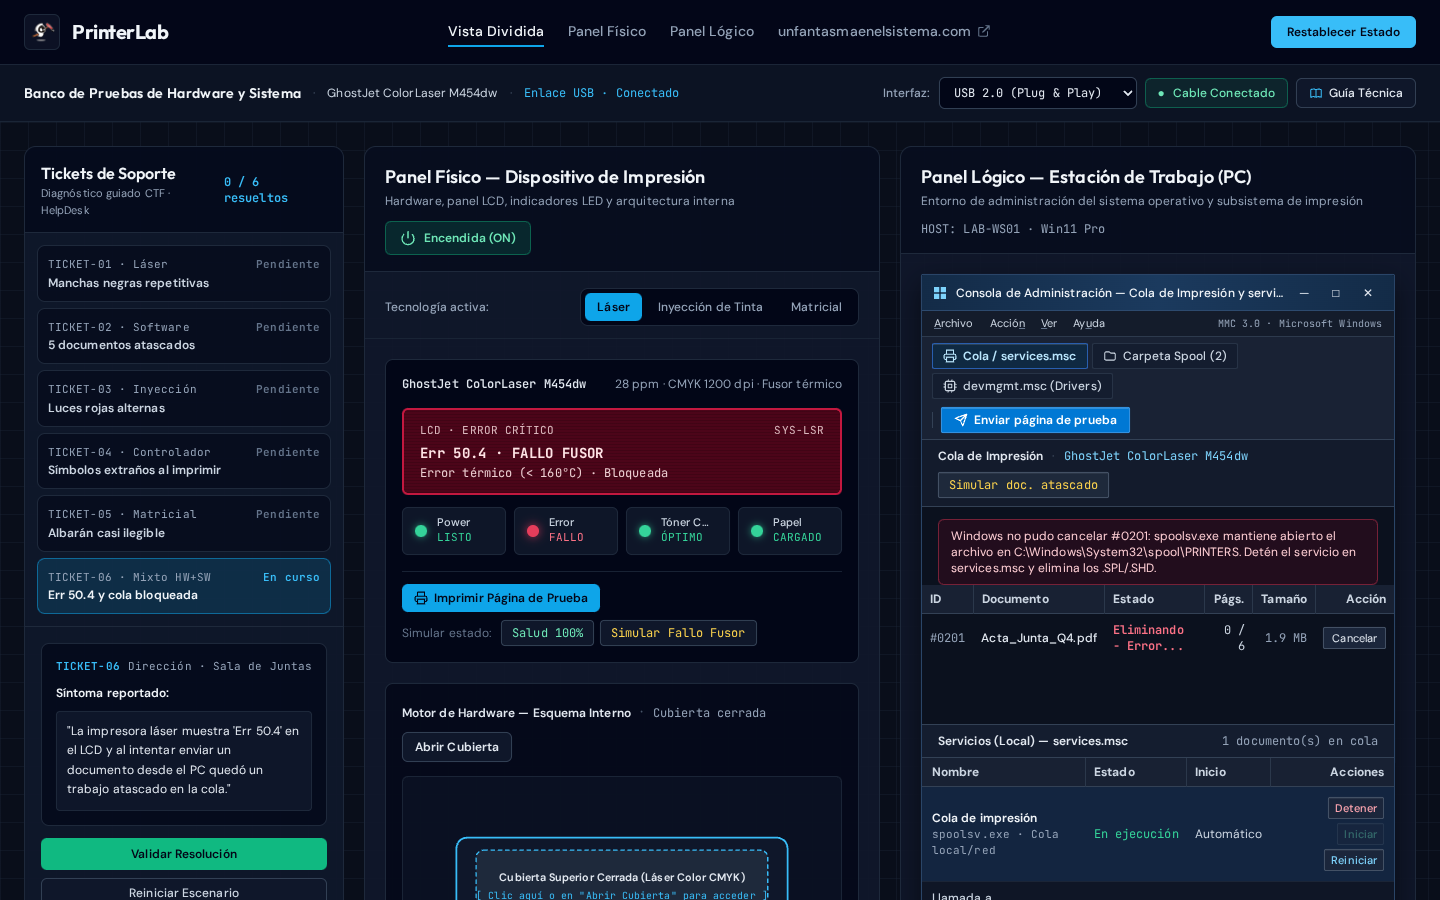 PrinterLab
Vista Dividida
Panel Físico
Panel Lógico
unfantasmaenelsistema.com
Restablecer Estado
Banco de Pruebas de Hardware y Sistema · GhostJet ColorLaser M454dw · Enlace USB · Conectado
Interfaz:
USB 2.0 (Plug & Play)
Cable Conectado
Guía Técnica
Tickets de Soporte
Diagnóstico guiado CTF ·
HelpDesk
0 / 6
resueltos
TICKET-01 · Láser Pendiente
Manchas negras repetitivas
TICKET-02 · Software Pendiente
5 documentos atascados
TICKET-03 · Inyección Pendiente
Luces rojas alternas
TICKET-04 · Controlador Pendiente
Símbolos extraños al imprimir
TICKET-05 · Matricial Pendiente
Albarán casi ilegible
TICKET-06 · Mixto HW+SW En curso
Err 50.4 y cola bloqueada
TICKET-06 Dirección · Sala de Juntas
Síntoma reportado:
"La impresora láser muestra 'Err 50.4' en
el LCD y al intentar enviar un
documento desde el PC quedó un
trabajo atascado en la cola."
Validar Resolución
Reiniciar Escenario
Panel Físico — Dispositivo de Impresión
Hardware, panel LCD, indicadores LED y arquitectura interna
Encendida (ON)
Tecnología activa:
Láser
Inyección de Tinta
Matricial
GhostJet ColorLaser M454dw
28 ppm · CMYK 1200 dpi · Fusor térmico
LCD · ERROR CRÍTICO SYS-LSR
Err 50.4 · FALLO FUSOR
Error térmico (< 160°C) · Bloqueada
Power
LISTO
Error
FALLO
Tóner C...
ÓPTIMO
Papel
CARGADO
Imprimir Página de Prueba
Simular estado:
Salud 100%
Simular Fallo Fusor
Motor de Hardware — Esquema Interno · Cubierta cerrada
Abrir Cubierta
Cubierta Superior Cerrada (Láser Color CMYK)
[ Clic aquí o en "Abrir Cubierta" para acceder ]
Panel Lógico — Estación de Trabajo (PC)
Entorno de administración del sistema operativo y subsistema de impresión
HOST: LAB-WS01 · Win11 Pro
Consola de Administración — Cola de Impresión y servi...
Archivo Acción Ver Ayuda
MMC 3.0 · Microsoft Windows
Cola / services.msc
Carpeta Spool (2)
devmgmt.msc (Drivers)
Enviar página de prueba
Cola de Impresión · GhostJet ColorLaser M454dw
Simular doc. atascado
Windows no pudo cancelar #0201: spoolsv.exe mantiene abierto el
archivo en C:\Windows\System32\spool\PRINTERS. Detén el servicio en
services.msc y elimina los .SPL/.SHD.
ID Documento Estado Págs. Tamaño Acción
#0201 Acta_Junta_Q4.pdf Eliminando 0 / 1.9 MB Cancelar
- Error... 6
Servicios (Local) — services.msc 1 documento(s) en cola
Nombre Estado Inicio Acciones
Cola de impresión
spoolsv.exe · Cola
local/red
En ejecución
Automático
Detener
Iniciar
Reiniciar
Llamada a